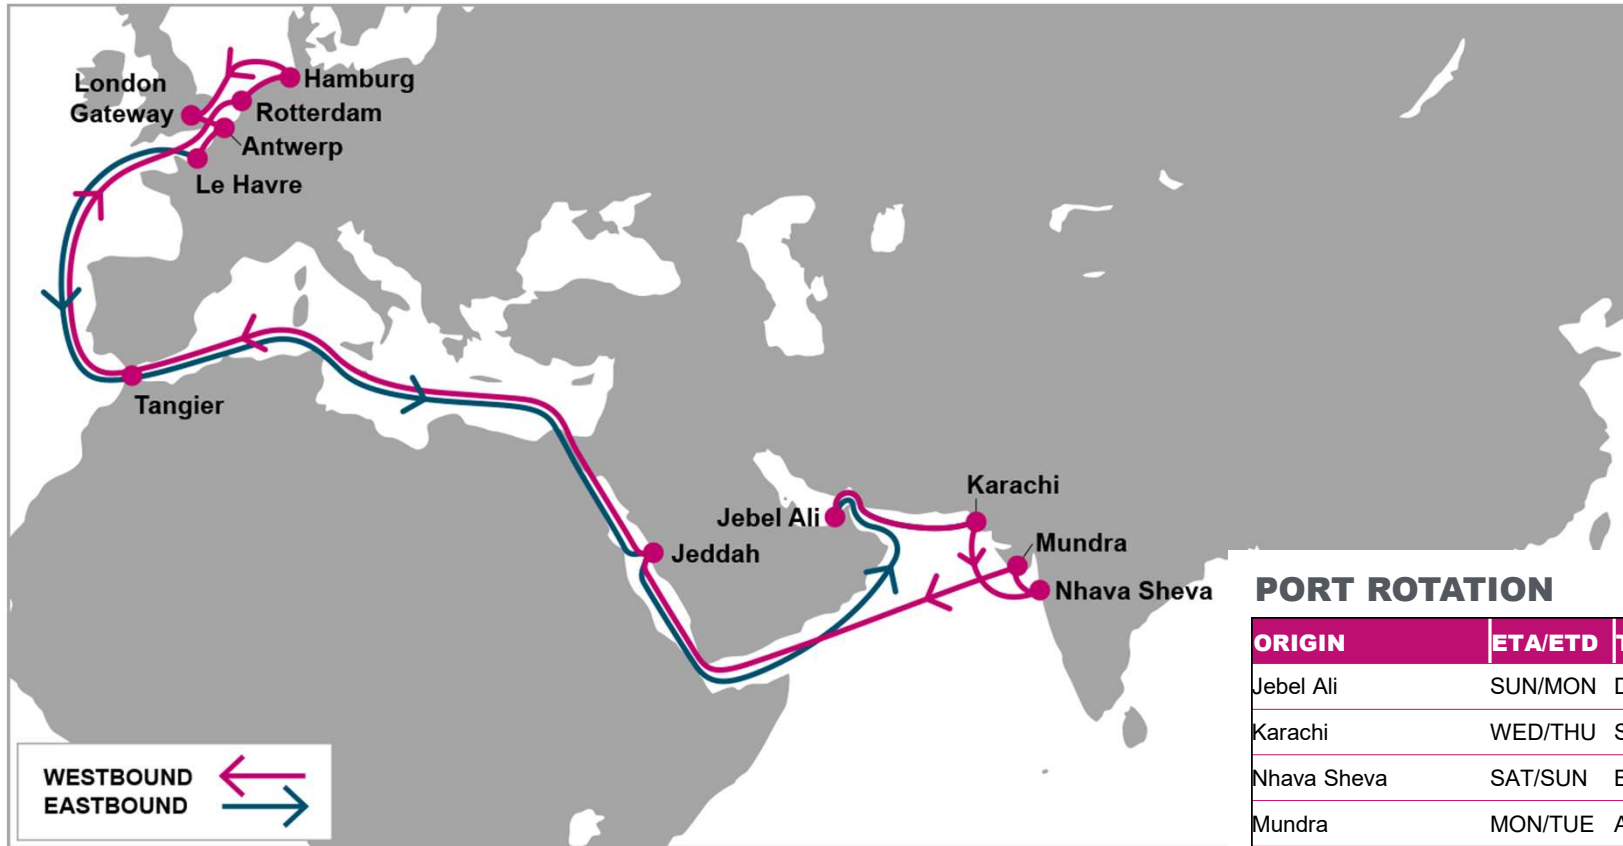 London
Gateway
Hamburg
Rotterdam
Antwerp
Le Havre
Tangier
Jeddah
Jebel Ali
Karachi
Mundra
Nhava Sheva
WESTBOUND
EASTBOUND
PORT ROTATION
ORIGIN ETA/ETD
Jebel Ali SUN/MON
Karachi WED/THU
Nhava Sheva SAT/SUN
Mundra MON/TUE